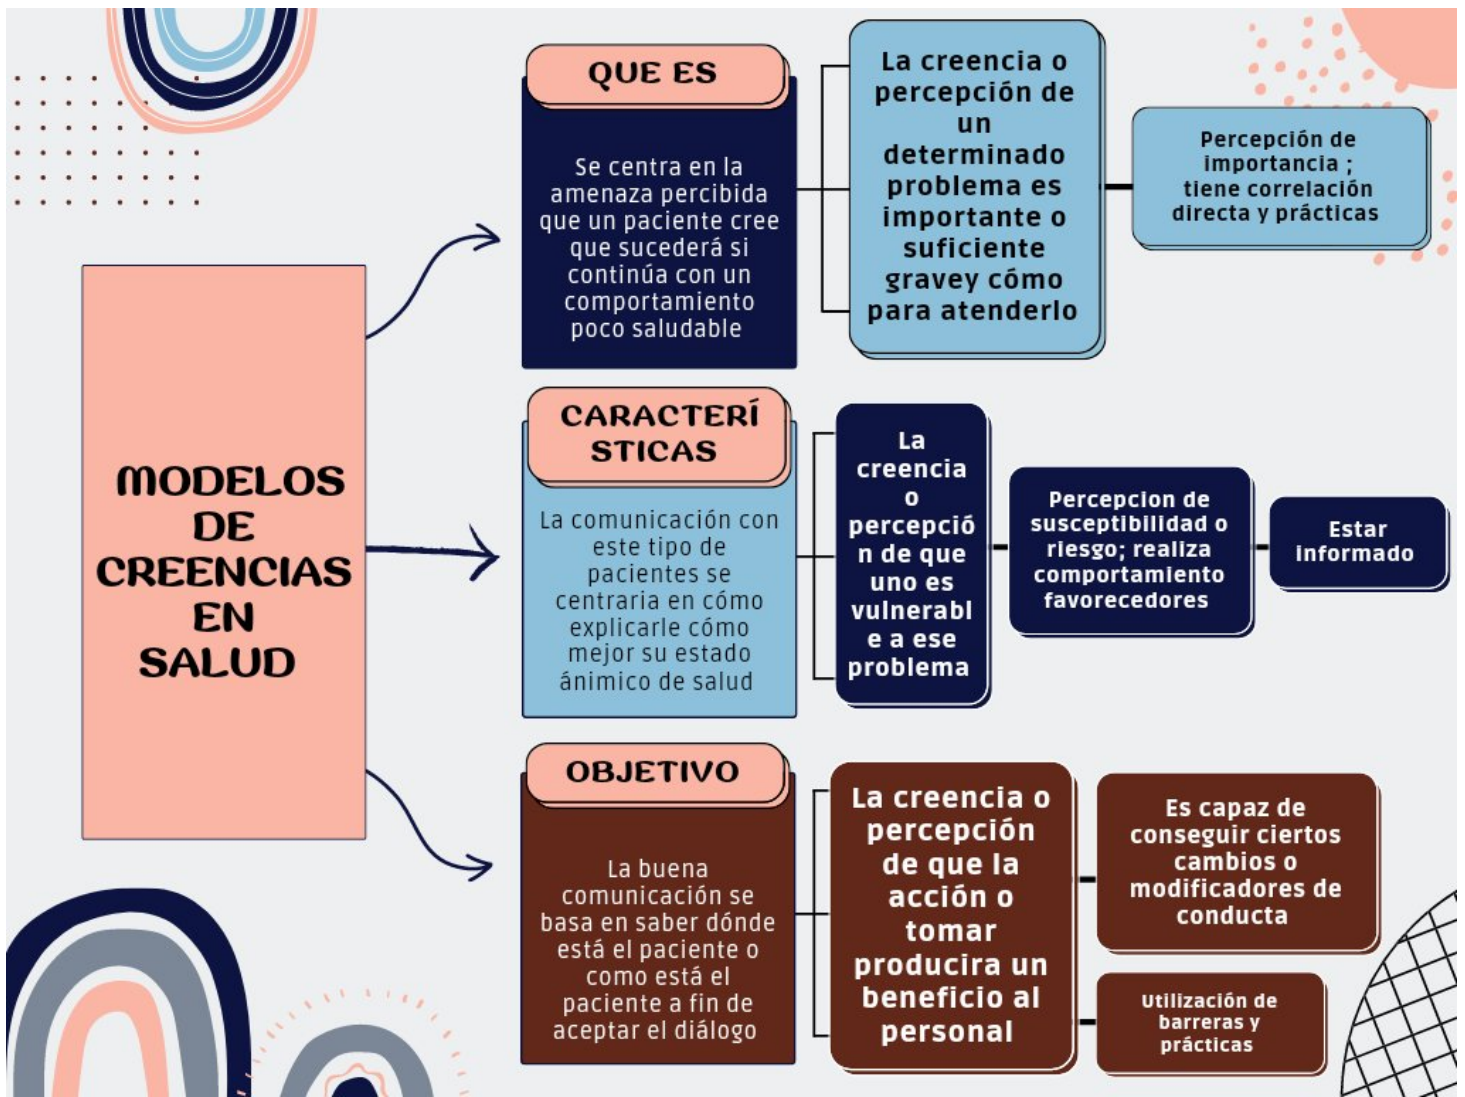 MODELOS
DE
CREENCIAS
EN
SALUD
QUE ES
Se centra en la
amenaza percibida
que un paciente cree
que sucederá si
continúa con un
comportamiento
poco saludable
La creencia o
percepción de
un
determinado
problema es
importante o
suficiente
gravey cómo
para atenderlo
Percepción de
importancia ;
tiene correlación
directa y prácticas
CARACTERÍ
STICAS
La comunicación con
este tipo de
pacientes se
centraria en cómo
explicarle cómo
mejor su estado
ánimico de salud
La
creencia
o
percepció
n de que
uno es
vulnerabl
e a ese
problema
Percepcion de
susceptibilidad o
riesgo; realiza
comportamiento
favorecedores
Estar
informado
OBJETIVO
La buena
comunicación se
basa en saber dónde
está el paciente o
como está el
paciente a fin de
aceptar el diálogo
La creencia o
percepción
de que la
acción o
tomar
producira un
beneficio al
personal
Es capaz de
conseguir ciertos
cambios o
modificadores de
conducta
Utilización de
barreras y
prácticas